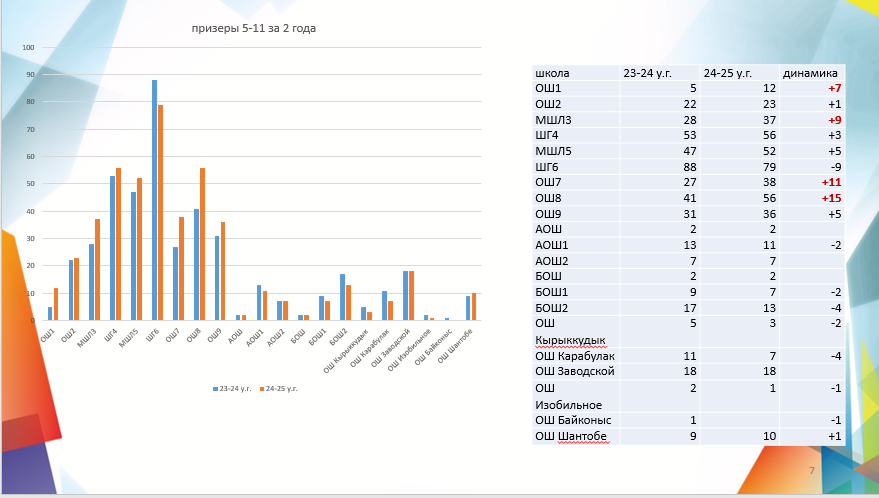 призеры 5-11 за 2 года
100
90
80
70
60
50
40
30
20
10
0
ОШ1 ОШ2 МШЛ3 ШГ4 МШЛ5 ШГ6 ОШ7 ОШ8 ОШ9 АОШ АОШ1 АОШ2 БОШ БОШ1 БОШ2 ОШ Кырыккудык ОШ Карабулак ОШ Заводской ОШ Изобильное ОШ Байконыс ОШ Шантобе
23-24 у.г. 24-25 у.г.
школа 23-24 у.г. 24-25 у.г. динамика
ОШ1 5 12 +7
ОШ2 22 23 +1
МШЛ3 28 37 +9
ШГ4 53 56 +3
МШЛ5 47 52 +5
ШГ6 88 79 -9
ОШ7 27 38 +11
ОШ8 41 56 +15
ОШ9 31 36 +5
АОШ 2 2
АОШ1 13 11 -2
АОШ2 7 7
БОШ 2 2
БОШ1 9 7 -2
БОШ2 17 13 -4
ОШ 5 3 -2
Кырыккудык
ОШ Карабулак 11 7 -4
ОШ Заводской 18 18
ОШ 2 1 -1
Изобильное
ОШ Байконыс 1 -1
ОШ Шантобе 9 10 +1
7